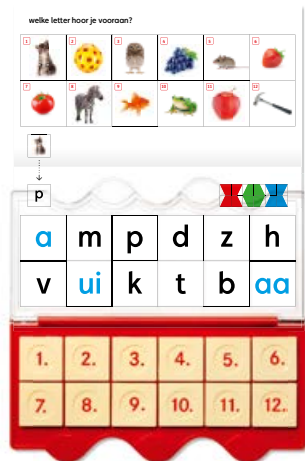 welke letter hoor je vooraan?
1 2 3 4 5 6
7 8 9 10 11 12
p
a m p d z h
v ui k t b aa
1. 2. 3. 4. 5. 6.
7. 8. 9. 10. 11. 12.